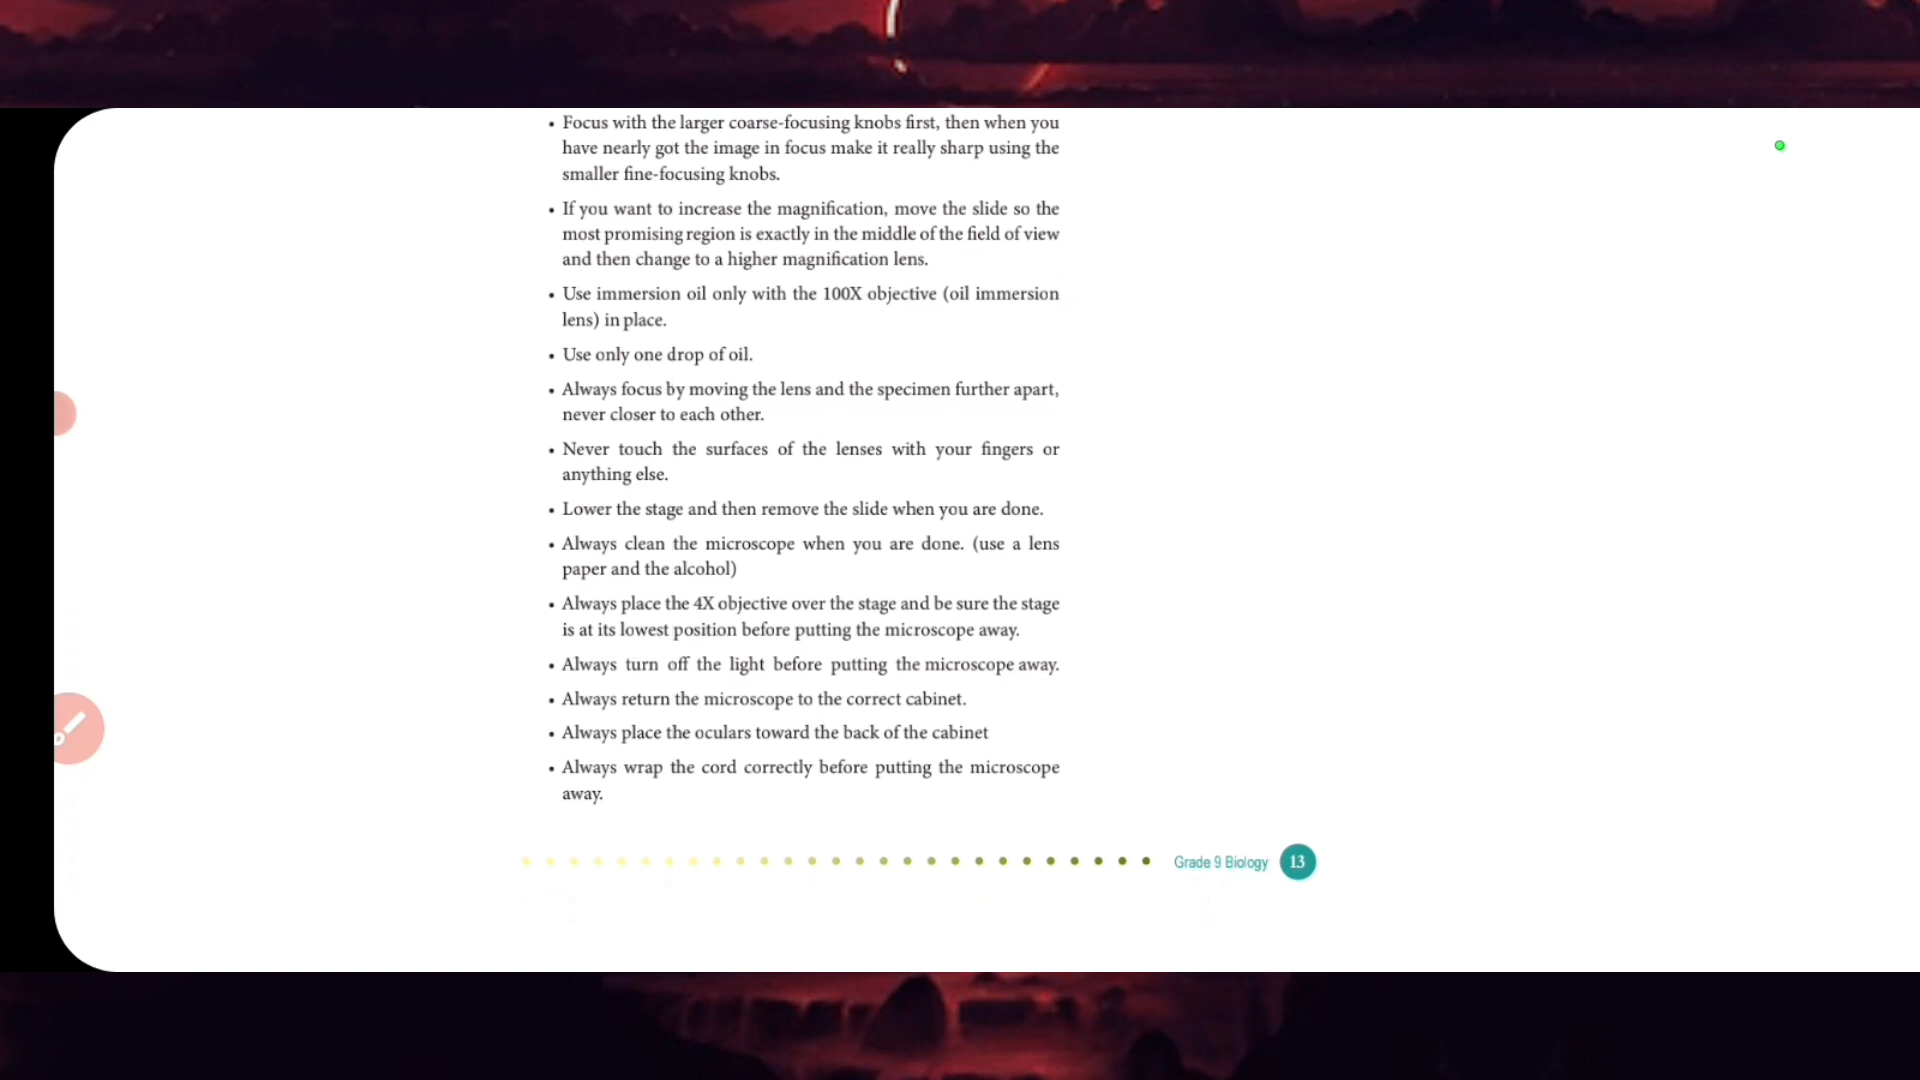 • Focus with the larger coarse-focusing knobs first, then when you
have nearly got the image in focus make it really sharp using the
smaller fine-focusing knobs.
• If you want to increase the magnification, move the slide so the
most promising region is exactly in the middle of the field of view
and then change to a higher magnification lens.
• Use immersion oil only with the 100X objective (oil immersion
lens) in place.
• Use only one drop of oil.
• Always focus by moving the lens and the specimen further apart,
never closer to each other.
• Never touch the surfaces of the lenses with your fingers or
anything else.
• Lower the stage and then remove the slide when you are done.
• Always clean the microscope when you are done. (use a lens
paper and the alcohol)
• Always place the 4X objective over the stage and be sure the stage
is at its lowest position before putting the microscope away.
• Always turn off the light before putting the microscope away.
• Always return the microscope to the correct cabinet.
• Always place the oculars toward the back of the cabinet
• Always wrap the cord correctly before putting the microscope
away.
Grade 9 Biology 13